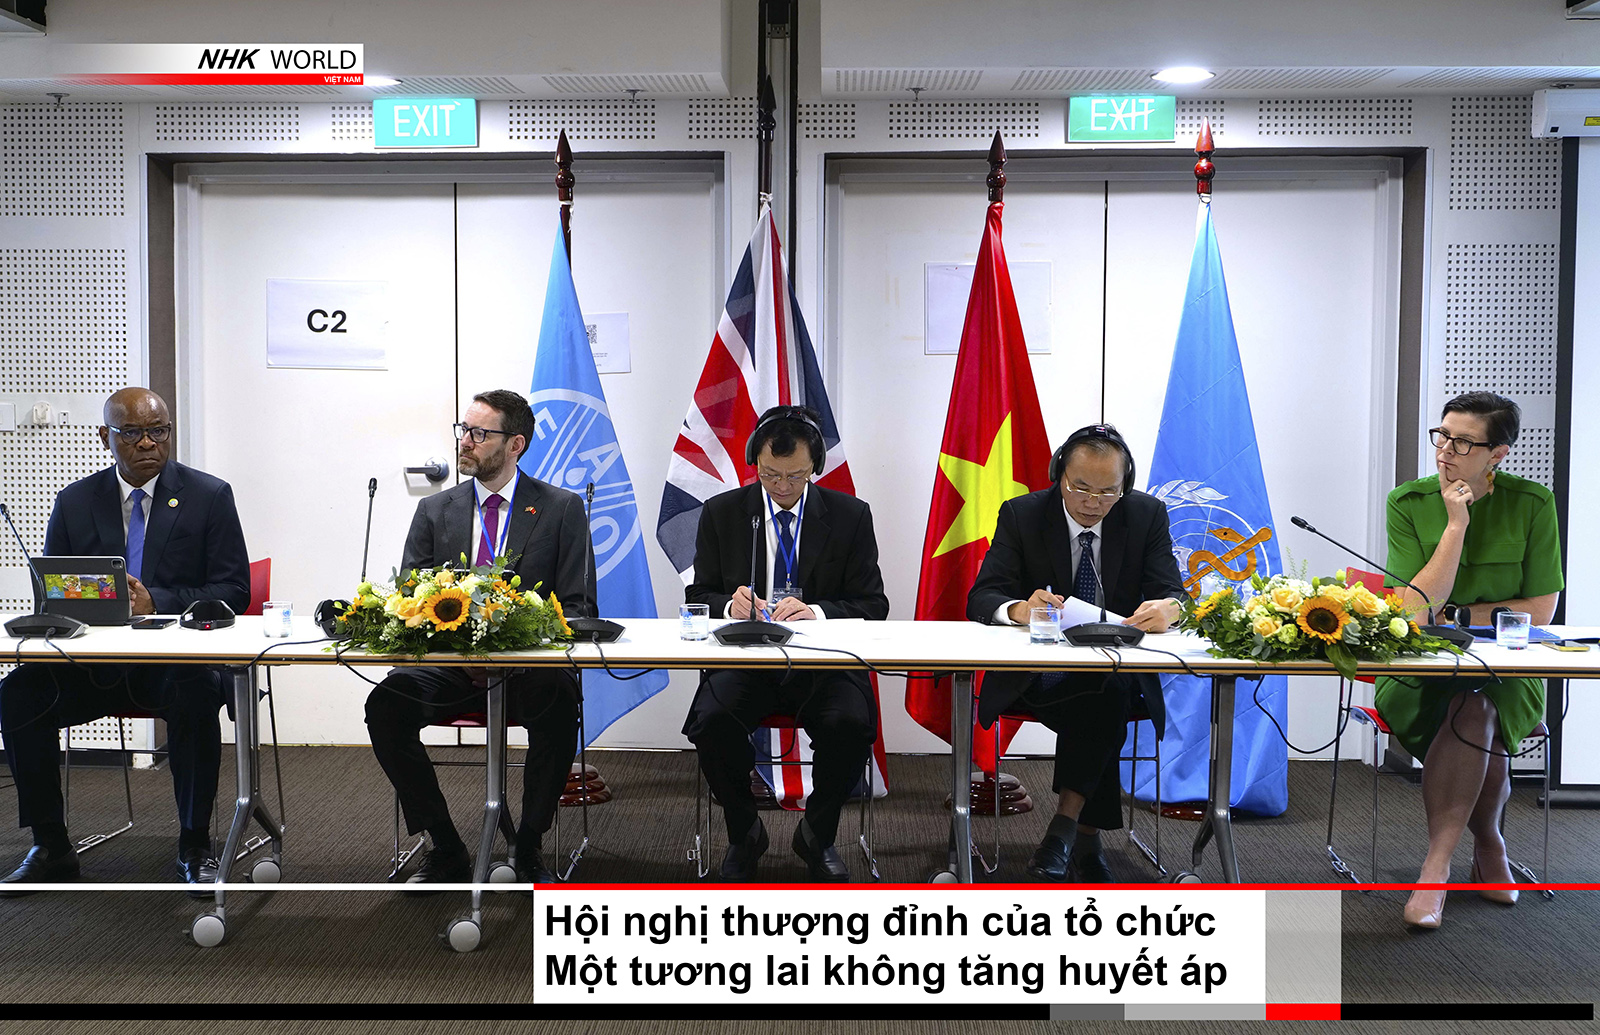 NHK WORLD
VIỆT NAM
EXIT
EXIT
C2
FAO
Hội nghị thượng đỉnh của tổ chức
Một tương lai không tăng huyết áp